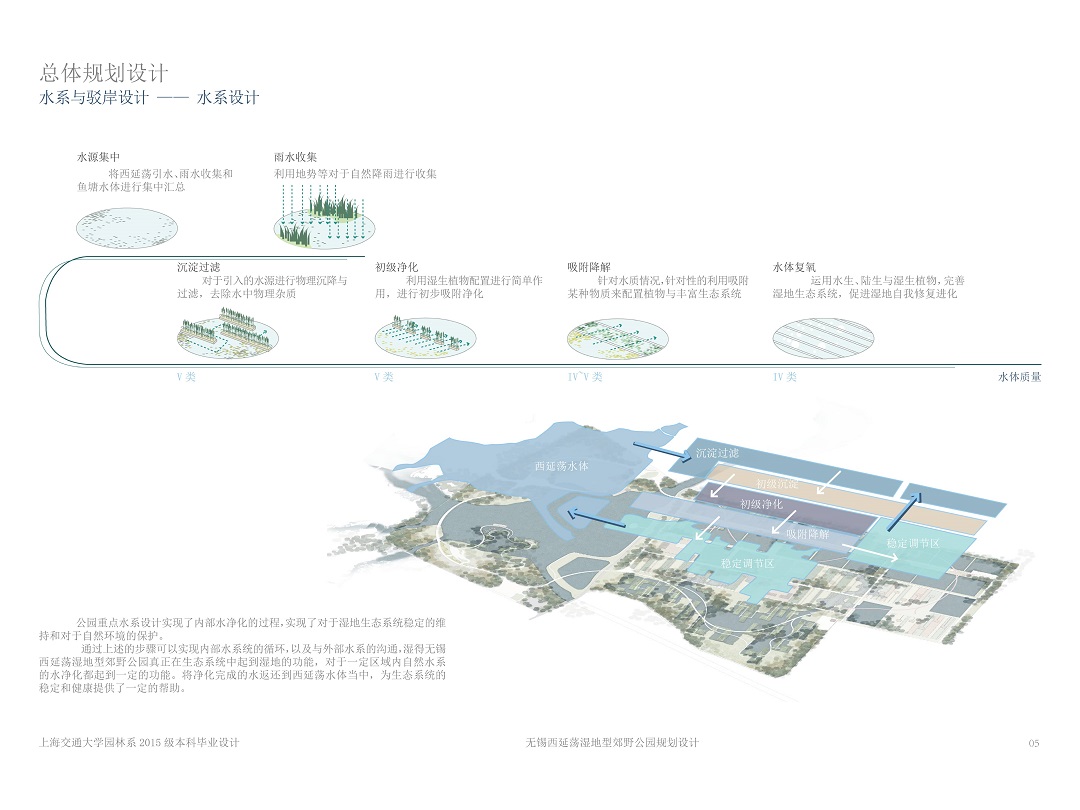 总体规划设计
水系与驳岸设计 —— 水系设计
水源集中
将西延荡引水、雨水收集和
鱼塘水体进行集中汇总
雨水收集
利用地势等对于自然降雨进行收集
沉淀过滤
对于引入的水源进行物理沉降与
过滤，去除水中物理杂质
初级净化
利用湿生植物配置进行简单作
用，进行初步吸附净化
吸附降解
针对水质情况，针对性的利用吸附
某种物质来配置植物与丰富生态系统
水体复氧
运用水生、陆生与湿生植物，完善
湿地生态系统，促进湿地自我修复进化
V 类
V 类
IV~V 类
IV 类
水体质量
沉淀过滤
西延荡水体
初级沉淀
初级净化
吸附降解
稳定调节区
稳定调节区
公园重点水系设计实现了内部水净化的过程，实现了对于湿地生态系统稳定的维
持和对于自然环境的保护。
通过上述的步骤可以实现内部水系统的循环，以及与外部水系的沟通，湿得无锡
西延荡湿地型郊野公园真正在生态系统中起到湿地的功能，对于一定区域内自然水系
的水净化都起到一定的功能。将净化完成的水返还到西延荡水体当中，为生态系统的
稳定和健康提供了一定的帮助。
上海交通大学园林系 2015 级本科毕业设计
无锡西延荡湿地型郊野公园规划设计
05